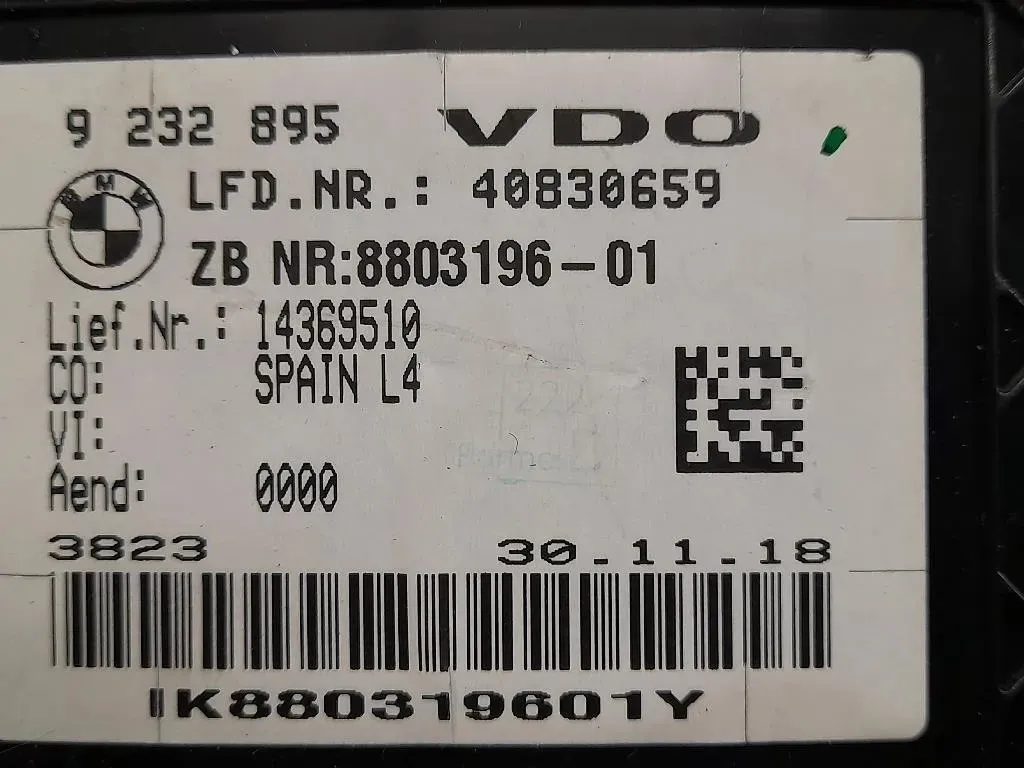 9 232 895 VDO
BMW
LFD.NR.: 40830659
ZB NR:8803196-01
Lief.Nr.: 14369510
CO: SPAIN L4
VI:
Aend: 0000
3823 30.11.18
IK880319601Y